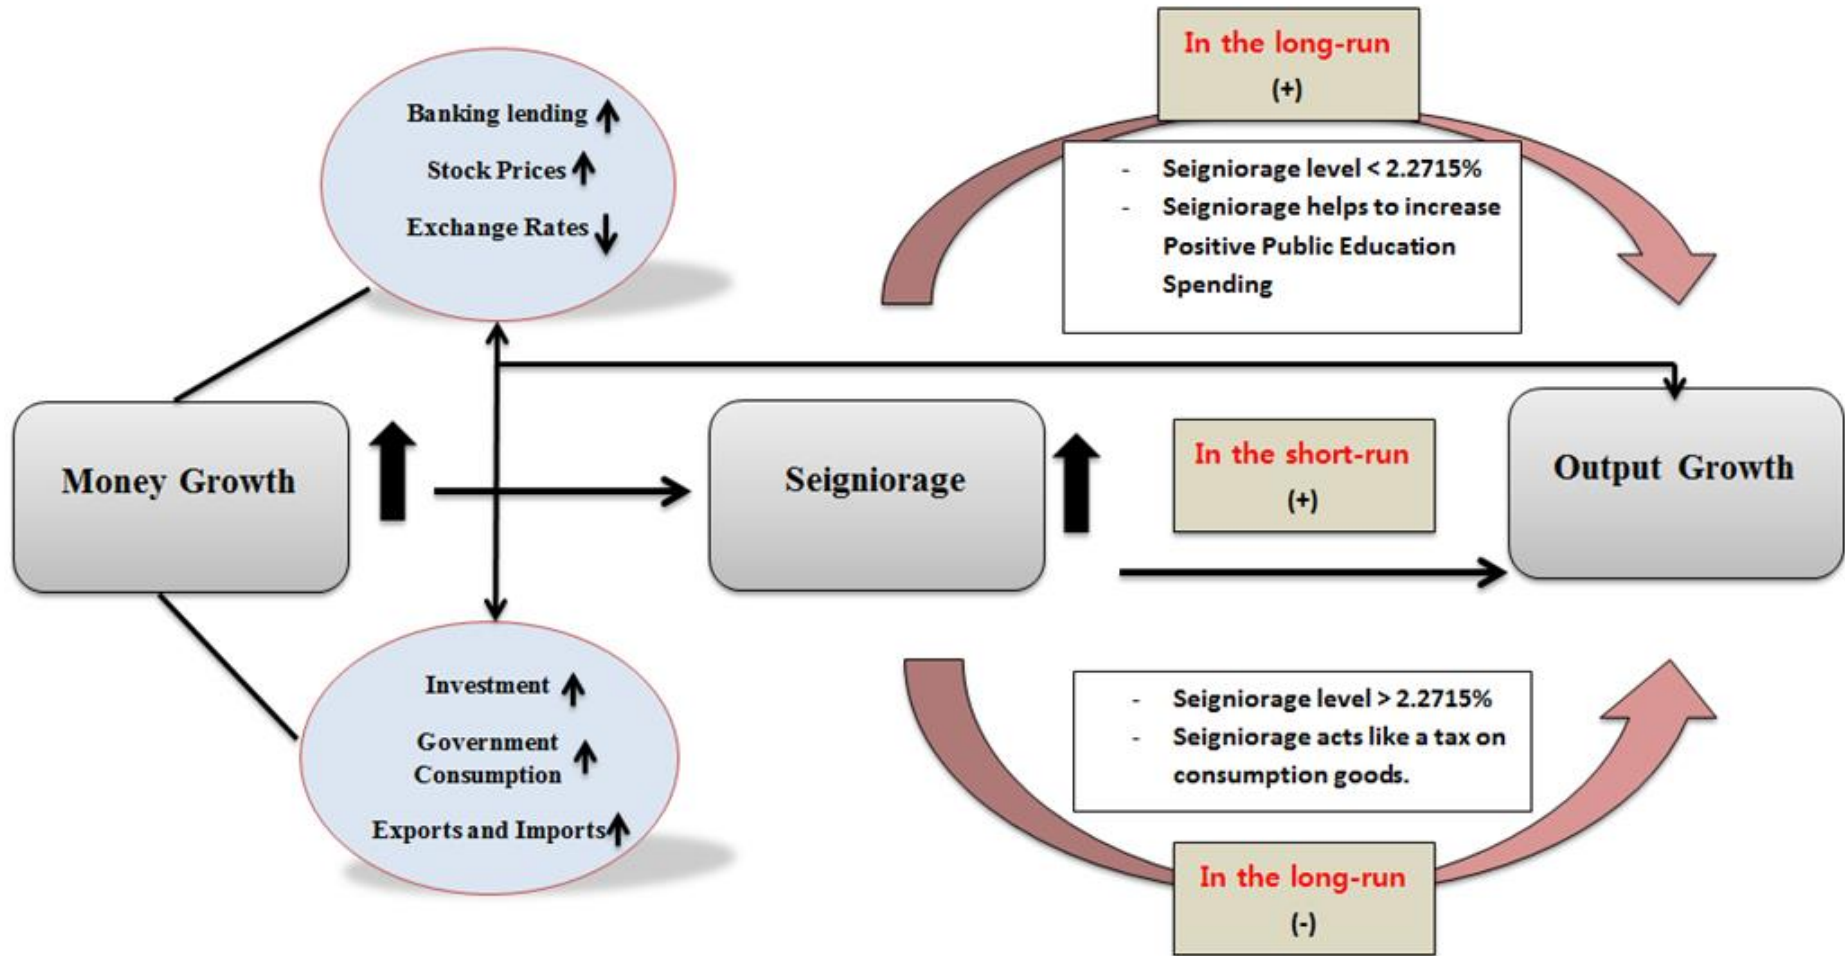 Banking lending
Stock Prices
Exchange Rates
Money Growth
Investment
Government
Consumption
Exports and Imports
Seigniorage
In the long-run
(+)
- Seigniorage level < 2.2715%
- Seigniorage helps to increase
Positive Public Education
Spending
In the short-run
(+)
- Seigniorage level > 2.2715%
- Seigniorage acts like a tax on
consumption goods.
In the long-run
(-)
Output Growth